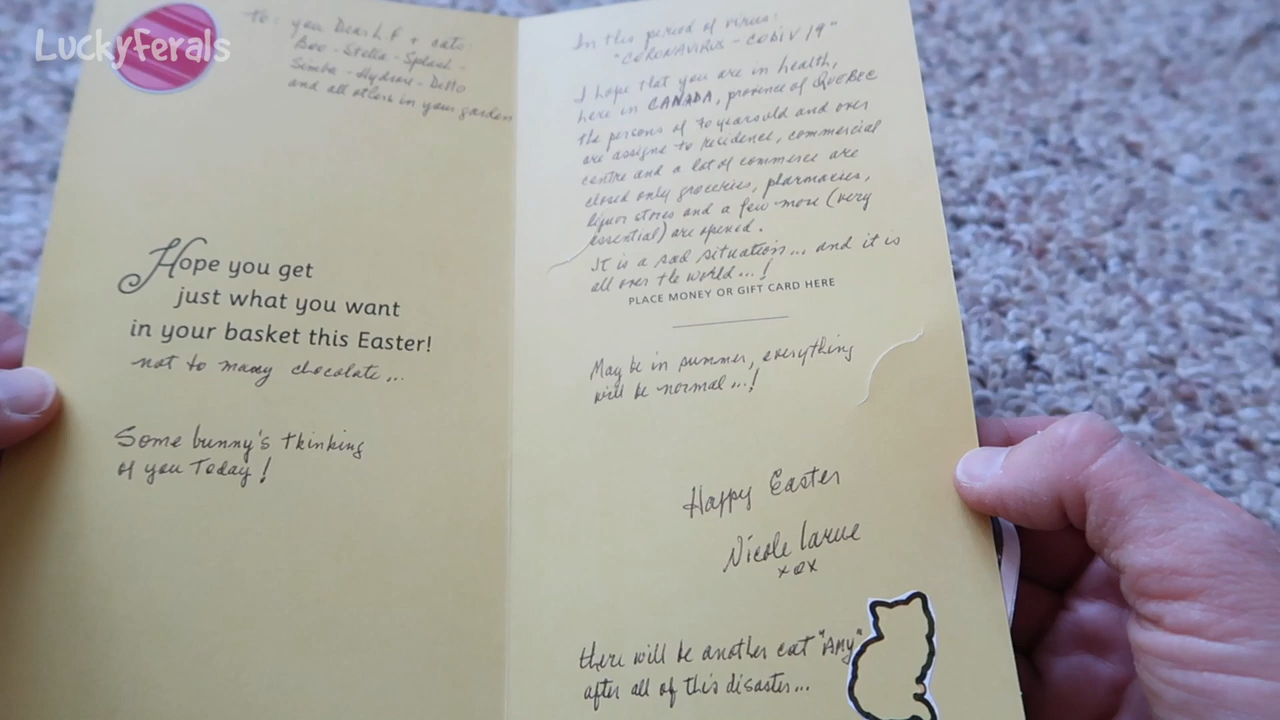 LuckyFerals
to: you Dear L.F + cats:
Boo - Stella - Splash -
Simba - Hydrox - Ditto
and all others in your garden
Hope you get
just what you want
in your basket this Easter!
not to many chocolate...
Some bunny's thinking
of you Today!
In this period of virus:
"CORONAVIRUS - CODIV 19"
I hope that you are in health,
here in CANADA, province of QUEBEC
the persons of 70 years old and over
are assigne to residence, commercial
centre and a lot of commerce are
closed only groceries, pharmacies,
liquor stores and a few more (very
essential) are opened.
It is a sad situation... and it is
all over the world...!
PLACE MONEY OR GIFT CARD HERE
May be in summer, everything
will be normal...!
Happy Easter
Nicole Larue
xox
there will be another cat "Amy"
after all of this disaster...